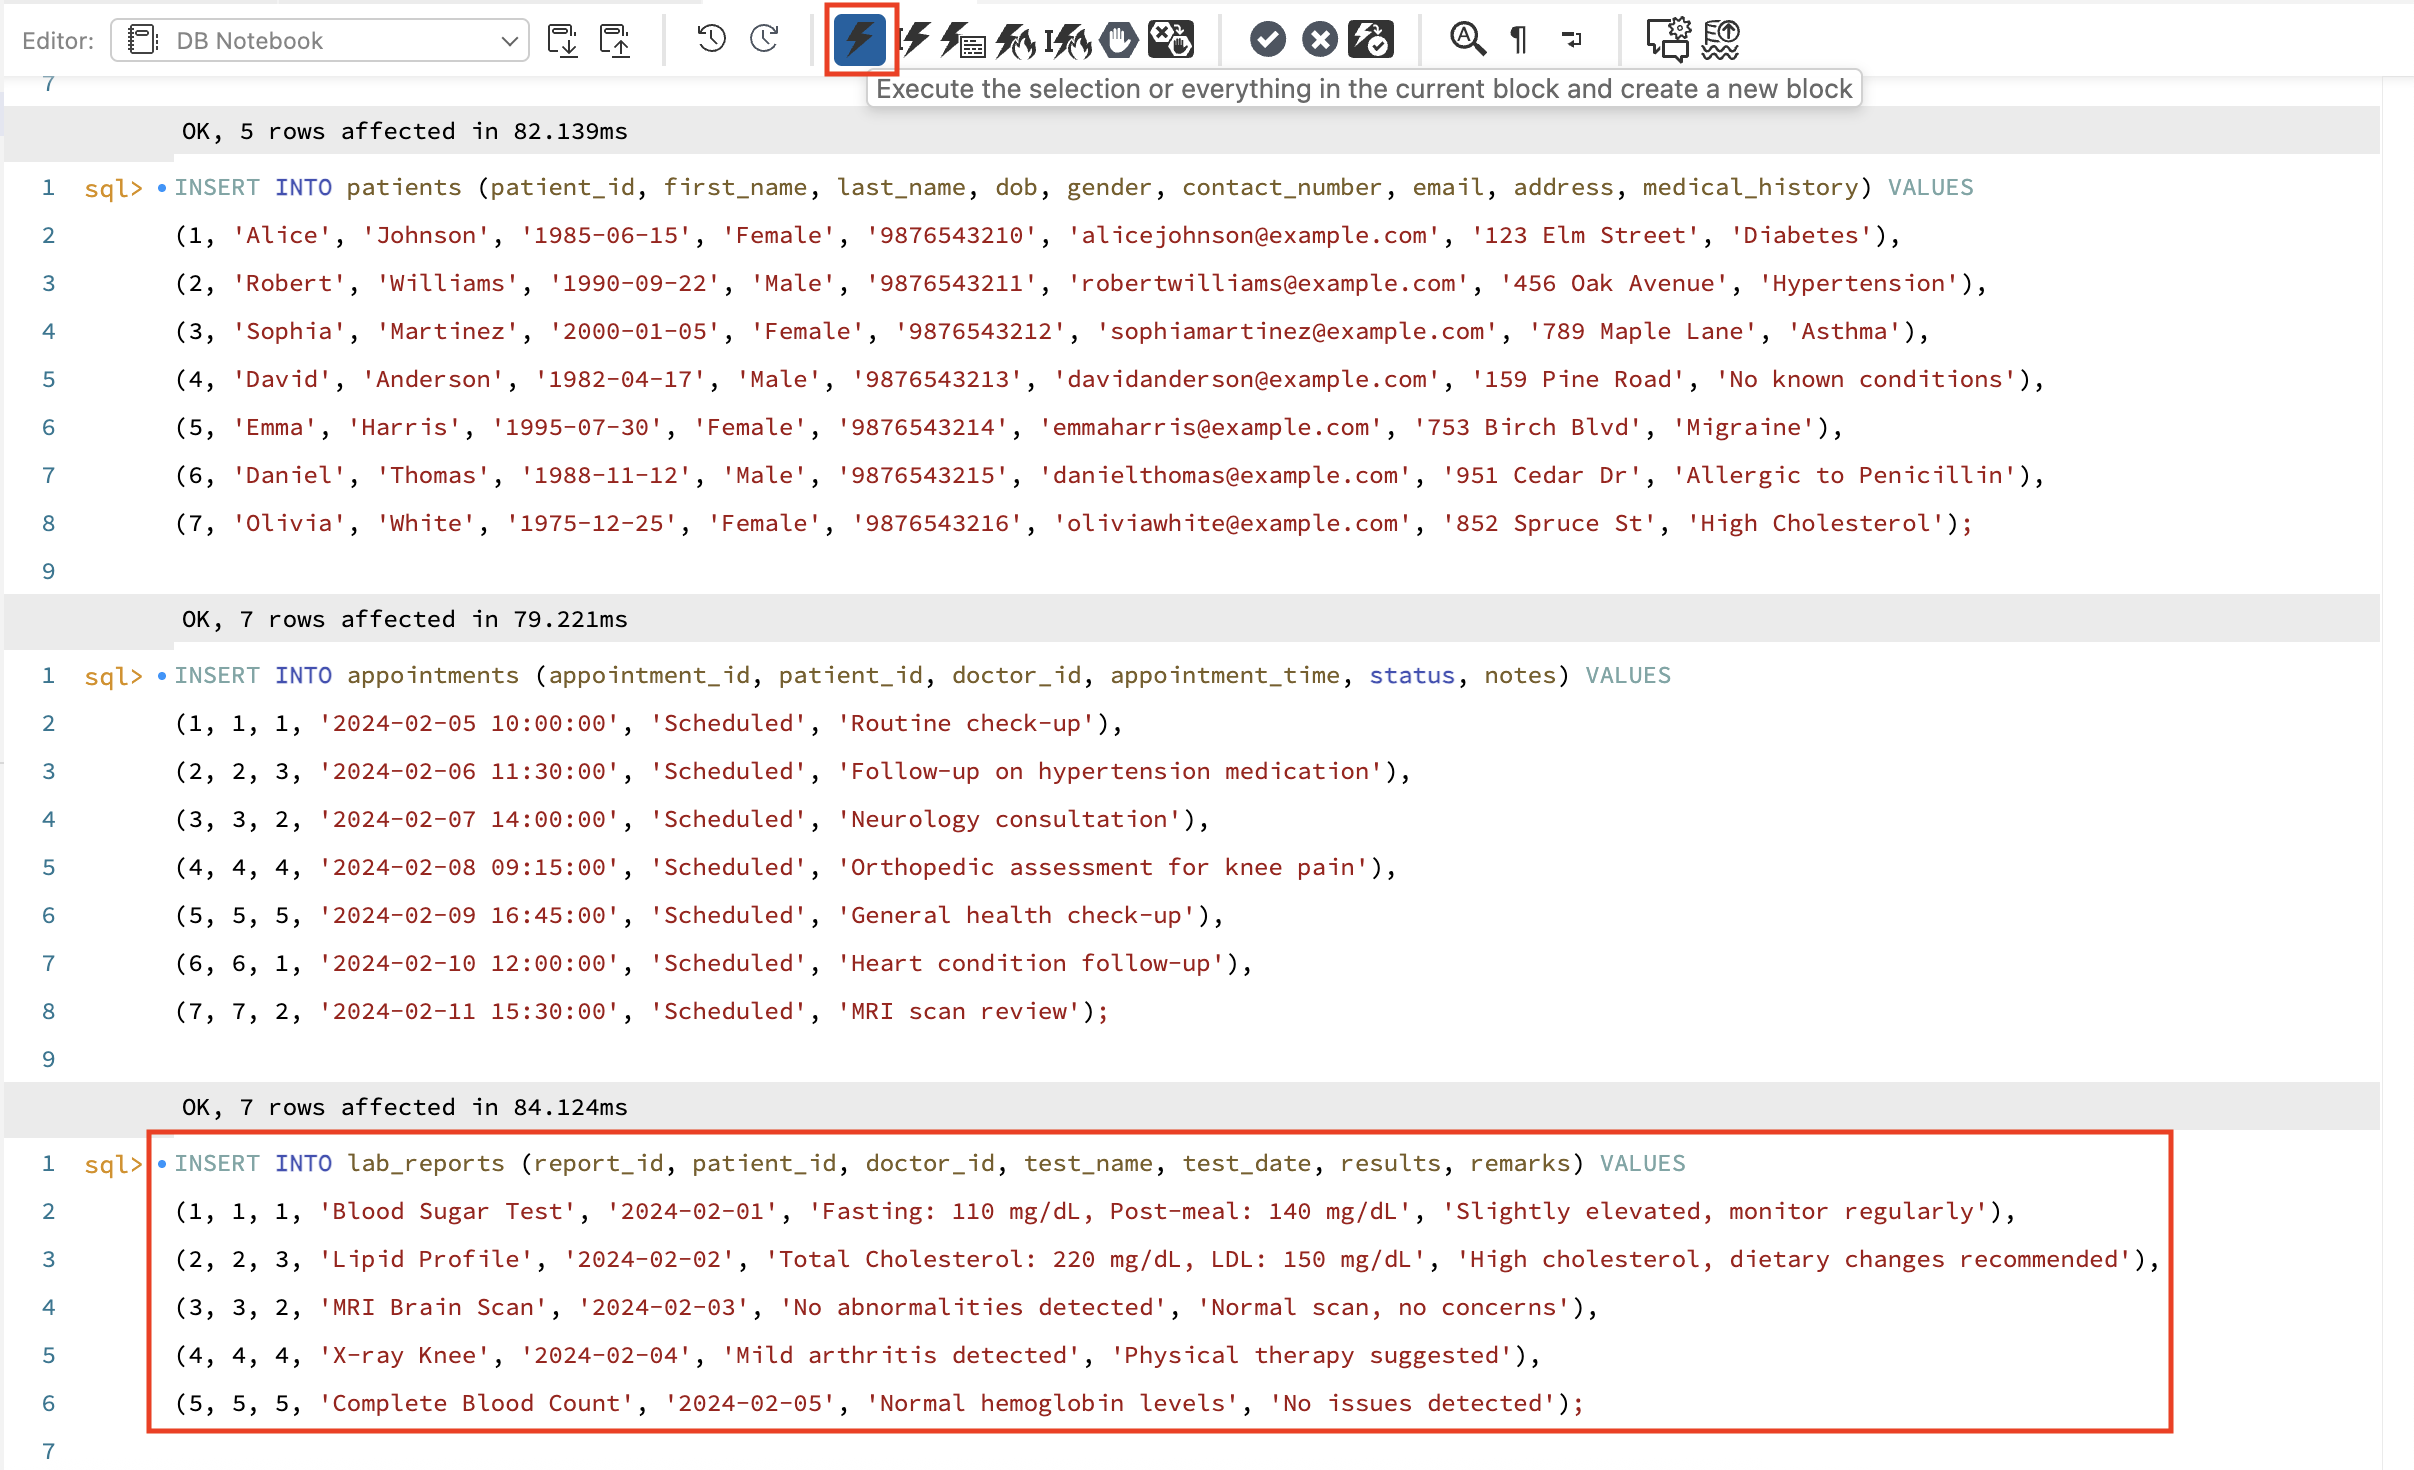 Editor: DB Notebook
Execute the selection or everything in the current block and create a new block
7
OK, 5 rows affected in 82.139ms
1 sql> INSERT INTO patients (patient_id, first_name, last_name, dob, gender, contact_number, email, address, medical_history) VALUES
2 (1, 'Alice', 'Johnson', '1985-06-15', 'Female', '9876543210', 'alicejohnson@example.com', '123 Elm Street', 'Diabetes'),
3 (2, 'Robert', 'Williams', '1990-09-22', 'Male', '9876543211', 'robertwilliams@example.com', '456 Oak Avenue', 'Hypertension'),
4 (3, 'Sophia', 'Martinez', '2000-01-05', 'Female', '9876543212', 'sophiamartinez@example.com', '789 Maple Lane', 'Asthma'),
5 (4, 'David', 'Anderson', '1982-04-17', 'Male', '9876543213', 'davidanderson@example.com', '159 Pine Road', 'No known conditions'),
6 (5, 'Emma', 'Harris', '1995-07-30', 'Female', '9876543214', 'emmaharris@example.com', '753 Birch Blvd', 'Migraine'),
7 (6, 'Daniel', 'Thomas', '1988-11-12', 'Male', '9876543215', 'danielthomas@example.com', '951 Cedar Dr', 'Allergic to Penicillin'),
8 (7, 'Olivia', 'White', '1975-12-25', 'Female', '9876543216', 'oliviawhite@example.com', '852 Spruce St', 'High Cholesterol');
9
OK, 7 rows affected in 79.221ms
1 sql> INSERT INTO appointments (appointment_id, patient_id, doctor_id, appointment_time, status, notes) VALUES
2 (1, 1, 1, '2024-02-05 10:00:00', 'Scheduled', 'Routine check-up'),
3 (2, 2, 3, '2024-02-06 11:30:00', 'Scheduled', 'Follow-up on hypertension medication'),
4 (3, 3, 2, '2024-02-07 14:00:00', 'Scheduled', 'Neurology consultation'),
5 (4, 4, 4, '2024-02-08 09:15:00', 'Scheduled', 'Orthopedic assessment for knee pain'),
6 (5, 5, 5, '2024-02-09 16:45:00', 'Scheduled', 'General health check-up'),
7 (6, 6, 1, '2024-02-10 12:00:00', 'Scheduled', 'Heart condition follow-up'),
8 (7, 7, 2, '2024-02-11 15:30:00', 'Scheduled', 'MRI scan review');
9
OK, 7 rows affected in 84.124ms
1 sql> INSERT INTO lab_reports (report_id, patient_id, doctor_id, test_name, test_date, results, remarks) VALUES
2 (1, 1, 1, 'Blood Sugar Test', '2024-02-01', 'Fasting: 110 mg/dL, Post-meal: 140 mg/dL', 'Slightly elevated, monitor regularly'),
3 (2, 2, 3, 'Lipid Profile', '2024-02-02', 'Total Cholesterol: 220 mg/dL, LDL: 150 mg/dL', 'High cholesterol, dietary changes recommended'),
4 (3, 3, 2, 'MRI Brain Scan', '2024-02-03', 'No abnormalities detected', 'Normal scan, no concerns'),
5 (4, 4, 4, 'X-ray Knee', '2024-02-04', 'Mild arthritis detected', 'Physical therapy suggested'),
6 (5, 5, 5, 'Complete Blood Count', '2024-02-05', 'Normal hemoglobin levels', 'No issues detected');
7